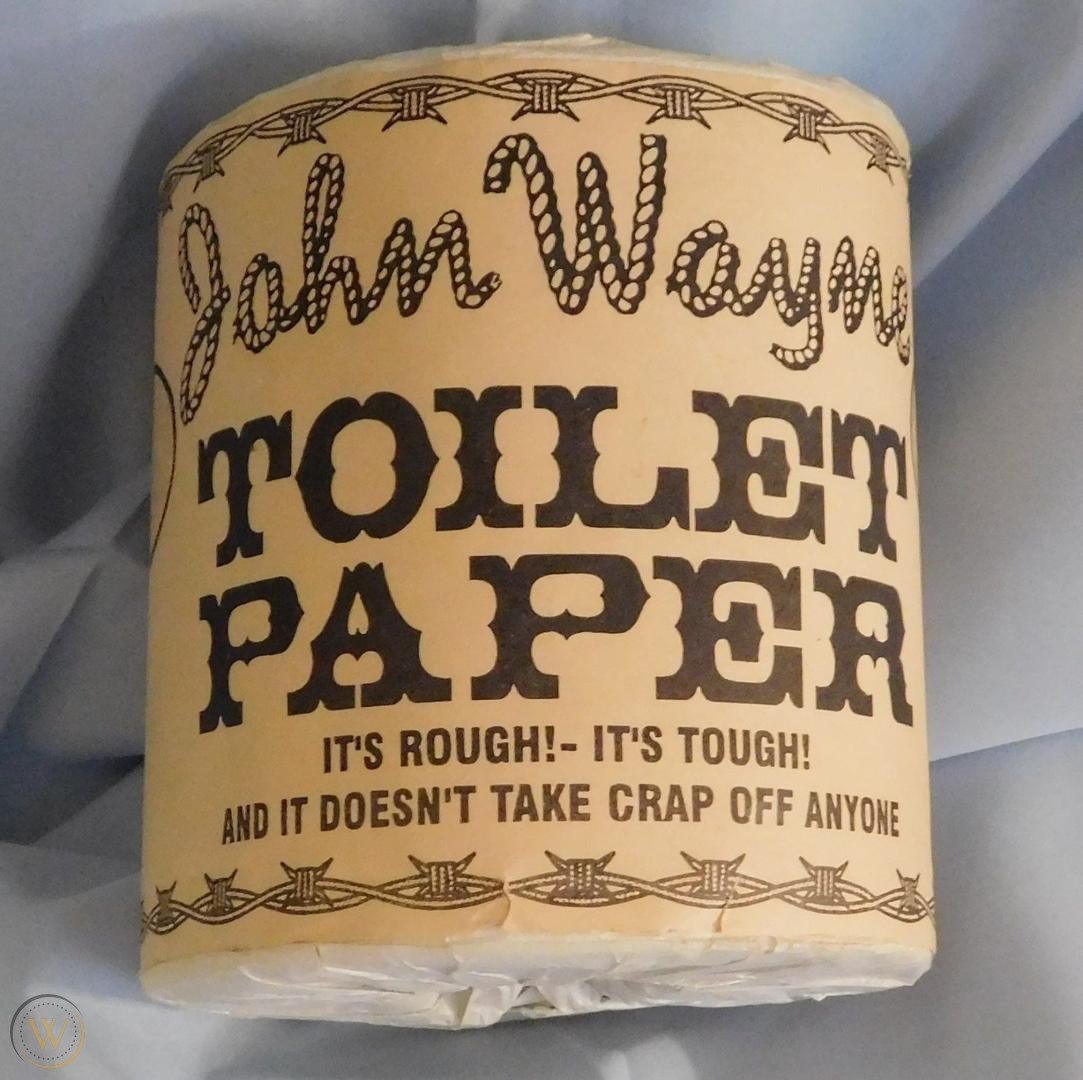 John Wayne
TOILET
PAPER
IT'S ROUGH!- IT'S TOUGH!
AND IT DOESN'T TAKE CRAP OFF ANYONE
W